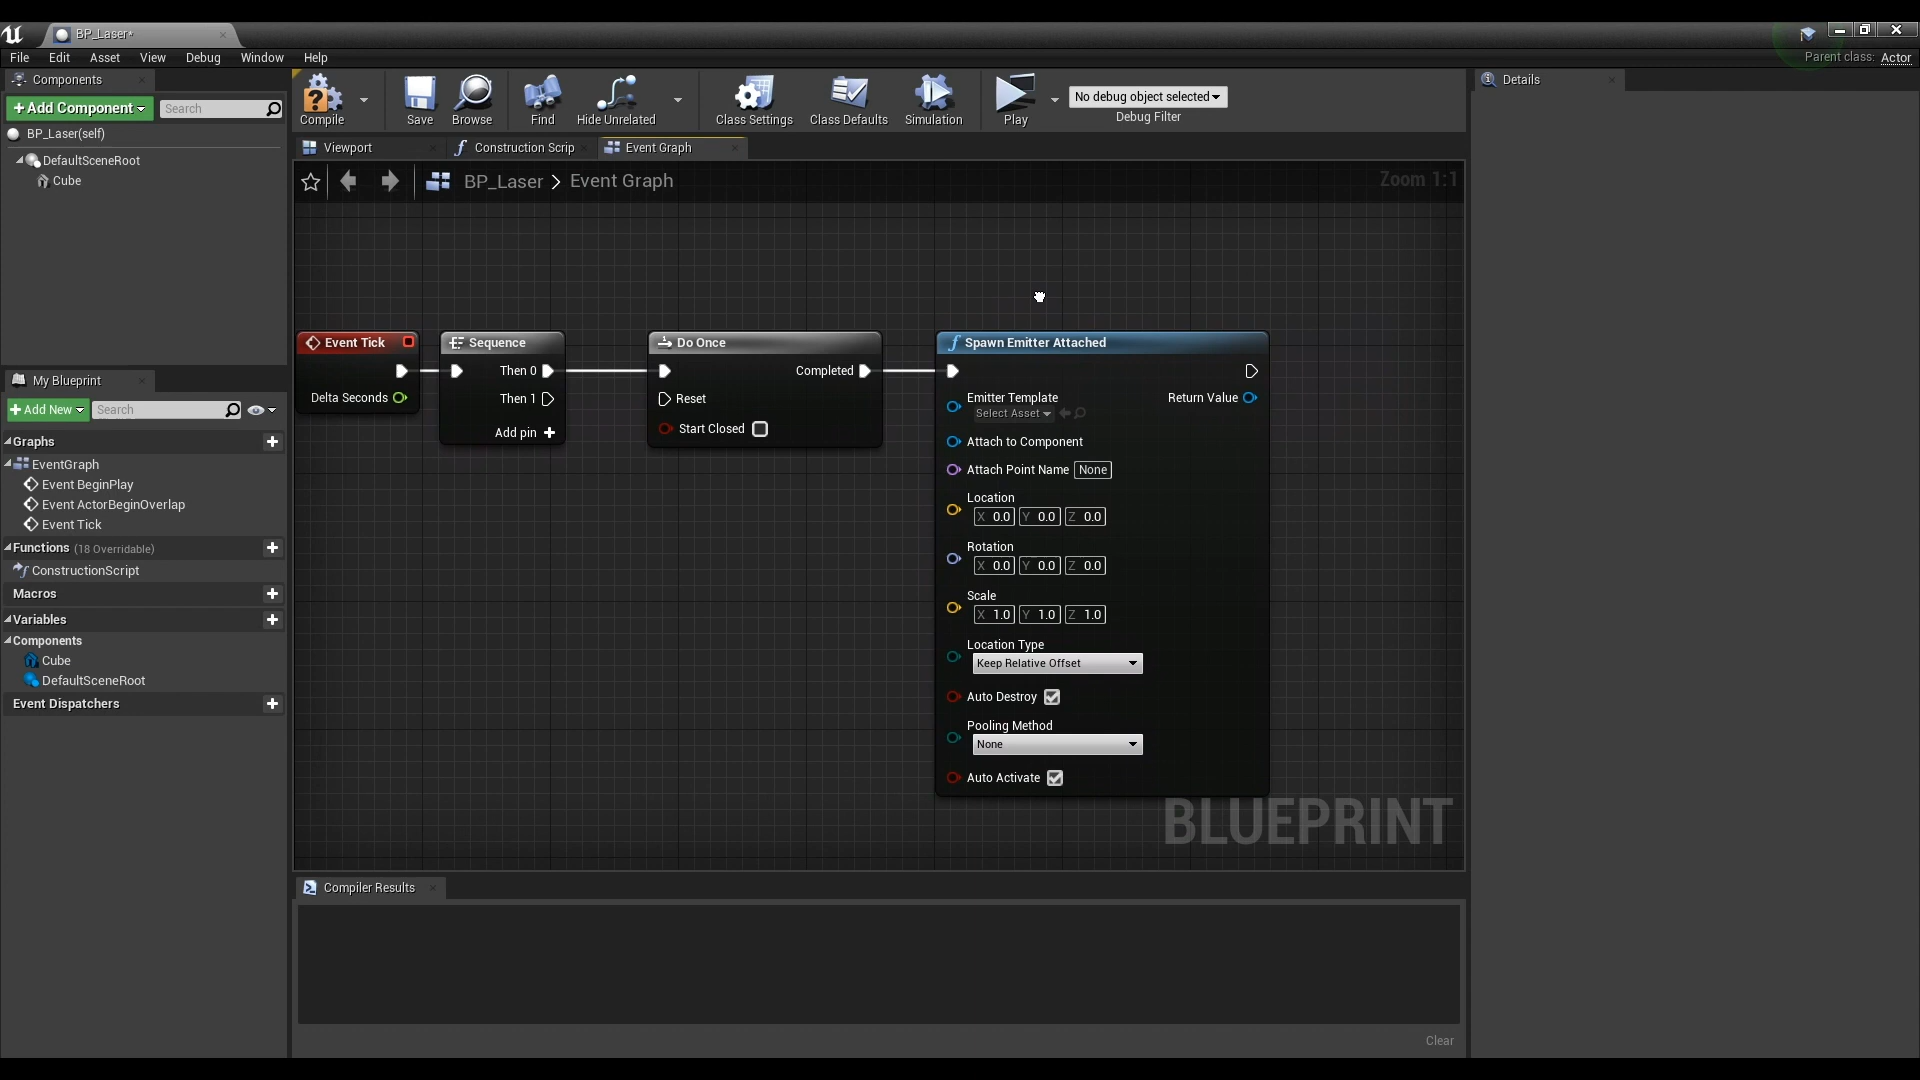 BP_Laser*
File Edit Asset View Debug Window Help
Parent class: Actor
Components
Details
+Add Component
Search
Compile
Save
Browse
Find
Hide Unrelated
Class Settings
Class Defaults
Simulation
Play
No debug object selected
Debug Filter
BP_Laser(self)
DefaultSceneRoot
Cube
Viewport
Construction Scrip
Event Graph
BP_Laser > Event Graph
Zoom 1:1
Event Tick
Delta Seconds
Sequence
Then 0
Then 1
Add pin +
Do Once
Completed
Reset
Start Closed
Spawn Emitter Attached
Emitter Template
Select Asset
Return Value
Attach to Component
Attach Point Name None
Location
X 0.0 Y 0.0 Z 0.0
Rotation
X 0.0 Y 0.0 Z 0.0
Scale
X 1.0 Y 1.0 Z 1.0
Location Type
Keep Relative Offset
Auto Destroy
Pooling Method
None
Auto Activate
BLUEPRINT
My Blueprint
+Add New
Search
Graphs
EventGraph
Event BeginPlay
Event ActorBeginOverlap
Event Tick
Functions (18 Overridable)
ConstructionScript
Macros
Variables
Components
Cube
DefaultSceneRoot
Event Dispatchers
Compiler Results
Clear